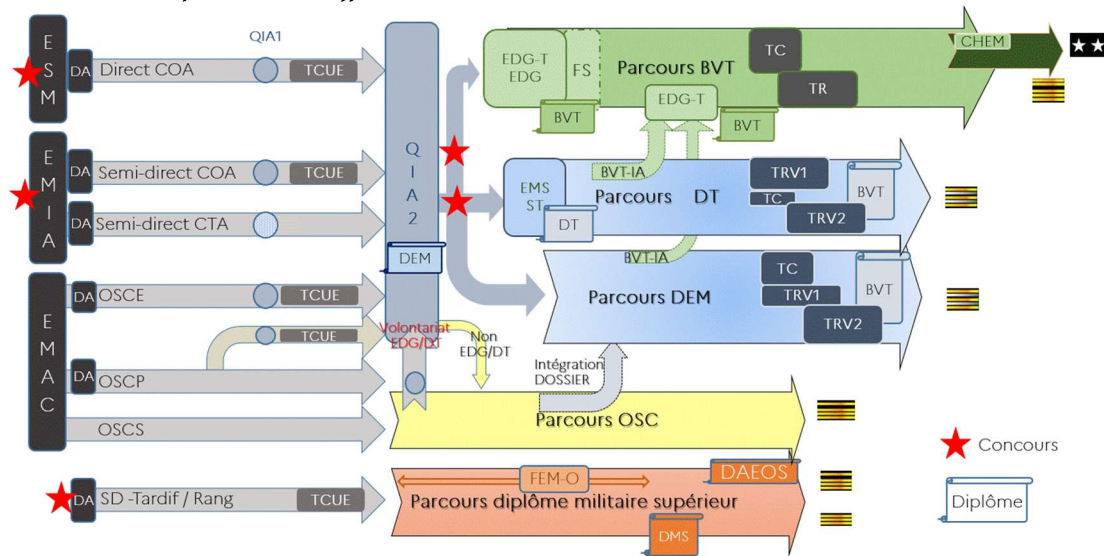 ESM
DA
Direct COA
QIA1
TCUE
EMIA
DA
Semi-direct COA
TCUE
DA
Semi-direct CTA
EMAC
DA
OSCE
TCUE
TCUE
DA
OSCP
OSCS
DA
SD -Tardif / Rang
TCUE
QIA2
DEM
Volontariat
EDG/DT
Non
EDG/DT
EDG-T
EDG
FS
BVT
Parcours BVT
EDG-T
BVT
TC
TR
CHEM
BVT-IA
EMS
ST
DT
Parcours DT
TRV1
TC
TRV2
BVT
BVT-IA
Parcours DEM
TC
TRV1
TRV2
BVT
Intégration
DOSSIER
Parcours OSC
FEM-O
DAEOS
Parcours diplôme militaire supérieur
DMS
Concours
Diplôme